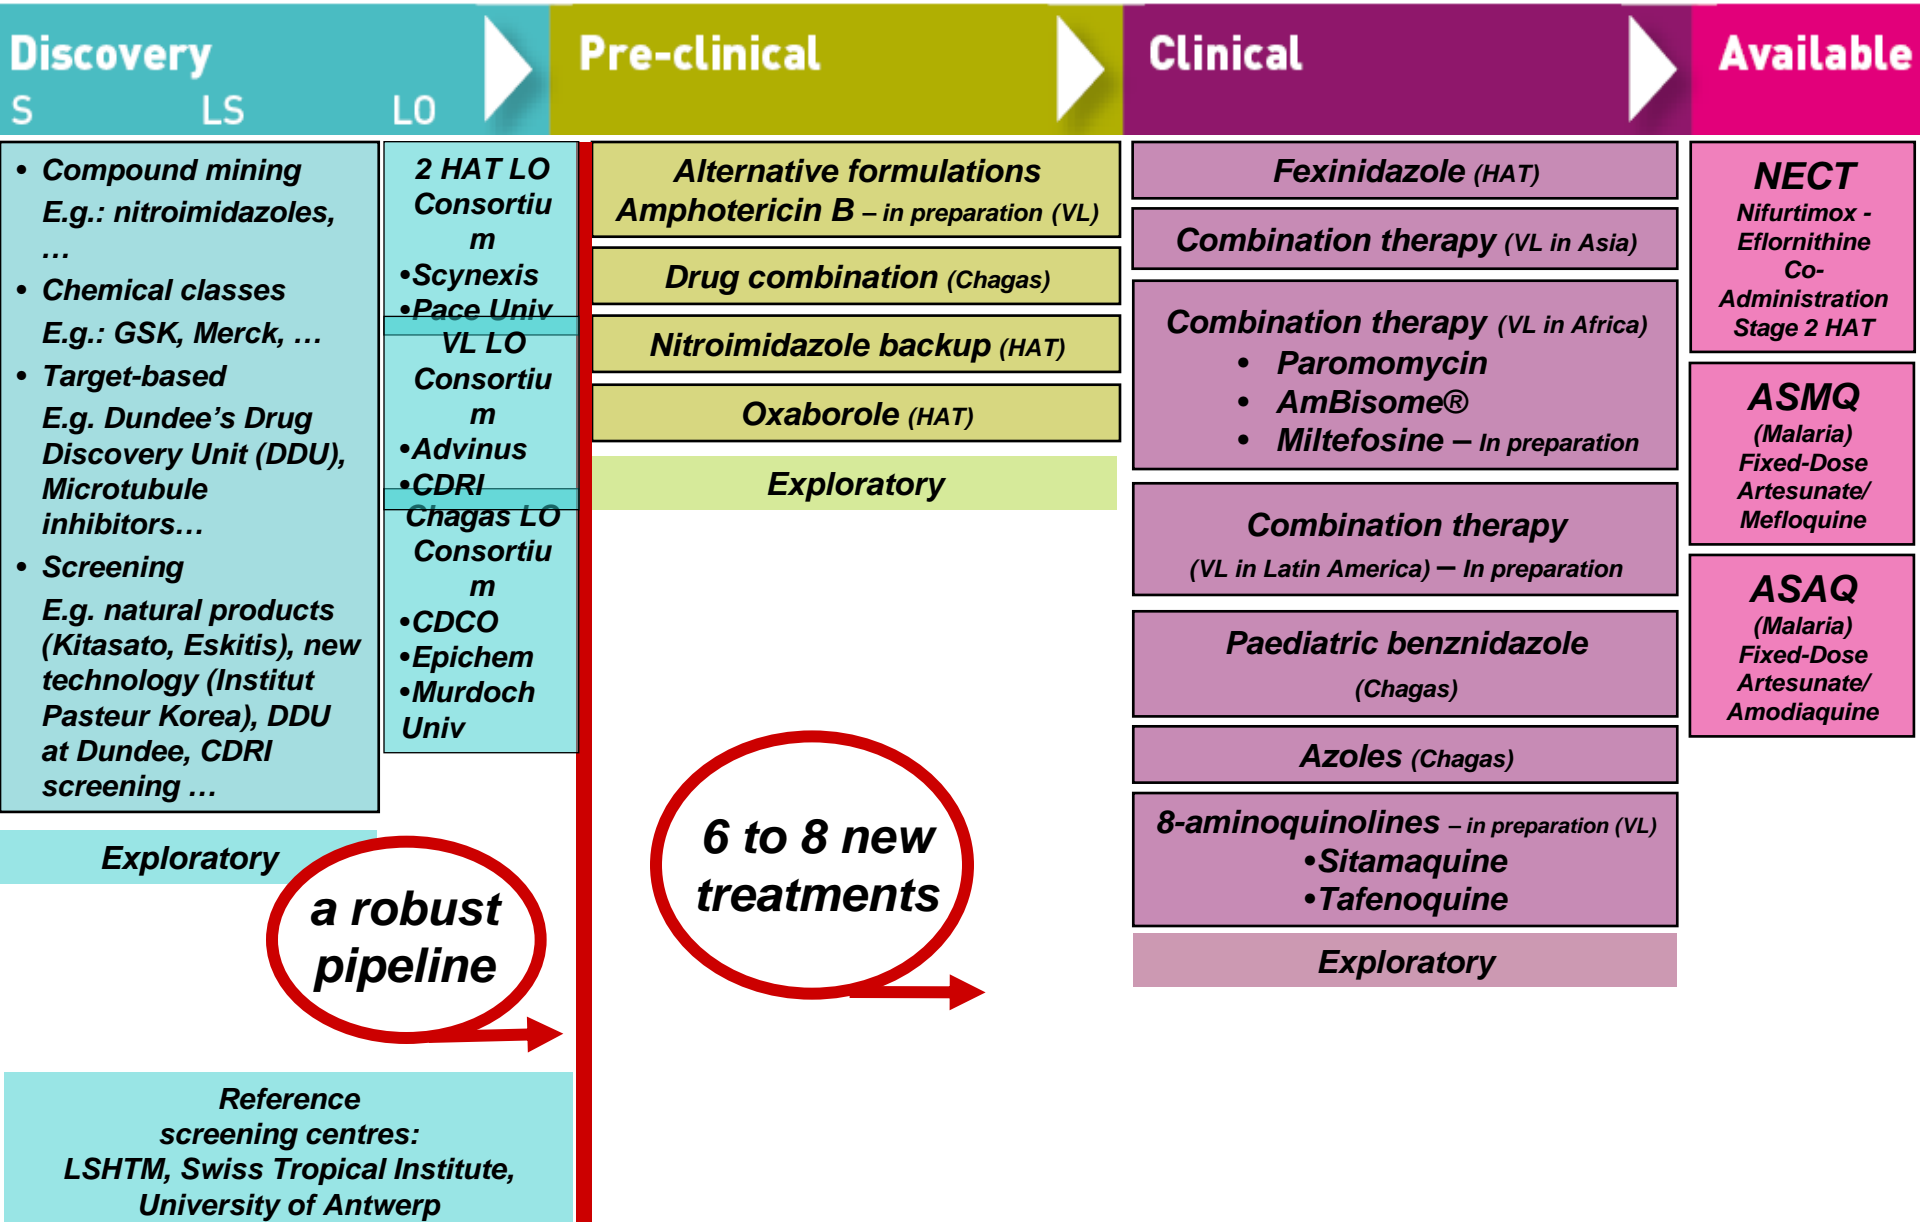 Discovery
S LS LO
Pre-clinical
Clinical
Available
• Compound mining
E.g.: nitroimidazoles,
…
• Chemical classes
E.g.: GSK, Merck, …
• Target-based
E.g. Dundee’s Drug
Discovery Unit (DDU),
Microtubule
inhibitors…
• Screening
E.g. natural products
(Kitasato, Eskitis), new
technology (Institut
Pasteur Korea), DDU
at Dundee, CDRI
screening …
Exploratory
2 HAT LO
Consortiu
m
•Scynexis
•Pace Univ
VL LO
Consortiu
m
•Advinus
•CDRI
Chagas LO
Consortiu
m
•CDCO
•Epichem
•Murdoch
Univ
a robust
pipeline
Reference
screening centres:
LSHTM, Swiss Tropical Institute,
University of Antwerp
Alternative formulations
Amphotericin B – in preparation (VL)
Drug combination (Chagas)
Nitroimidazole backup (HAT)
Oxaborole (HAT)
Exploratory
6 to 8 new
treatments
Fexinidazole (HAT)
Combination therapy (VL in Asia)
Combination therapy (VL in Africa)
• Paromomycin
• AmBisome®
• Miltefosine – In preparation
Combination therapy
(VL in Latin America) – In preparation
Paediatric benznidazole
(Chagas)
Azoles (Chagas)
8-aminoquinolines – in preparation (VL)
•Sitamaquine
•Tafenoquine
Exploratory
NECT
Nifurtimox -
Eflornithine
Co-
Administration
Stage 2 HAT
ASMQ
(Malaria)
Fixed-Dose
Artesunate/
Mefloquine
ASAQ
(Malaria)
Fixed-Dose
Artesunate/
Amodiaquine